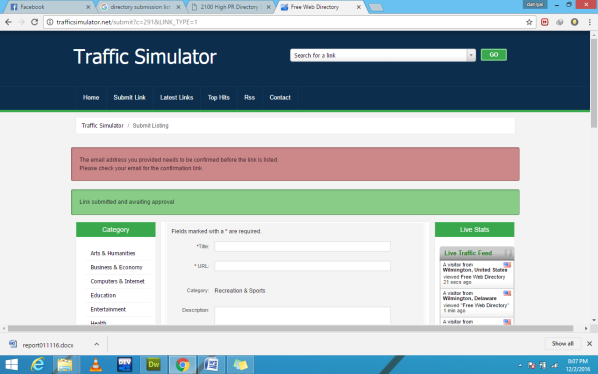 daniyal
Facebook
directory submission list
2100 High PR Directory
Free Web Directory
trafficsimulator.net/submit?c=291&LINK_TYPE=1
Traffic Simulator
Search for a link
GO
Home
Submit Link
Latest Links
Top Hits
Rss
Contact
Traffic Simulator / Submit Listing
The email address you provided needs to be confirmed before the link is listed.
Please check your email for the confirmation link.
Link submitted and awaiting approval.
Category
Arts & Humanities
Business & Economy
Computers & Internet
Education
Entertainment
Health
Fields marked with a * are required.
*Title:
*URL:
Category: Recreation & Sports
Description:
Live Stats
Live Traffic Feed
A visitor from
Wilmington, United States
viewed "Free Web Directory"
21 secs ago
A visitor from
Wilmington, Delaware
viewed "Free Web Directory"
1 min ago
A visitor from
report011116.docx
Show all
Dw
8:07 PM
12/2/2016